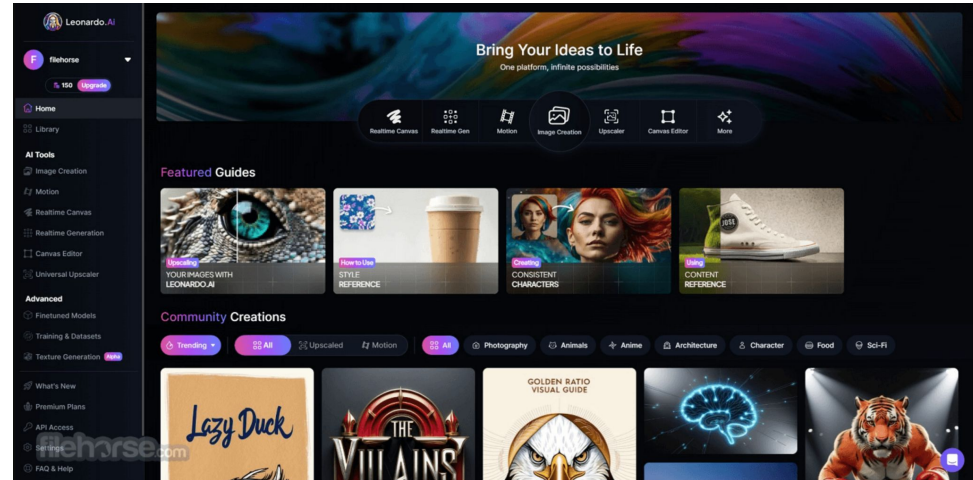 Leonardo.Ai
F
filehorse
150 Upgrade
Home
Library
AI Tools
Image Creation
Motion
Realtime Canvas
Realtime Generation
Canvas Editor
Universal Upscaler
Advanced
Finetuned Models
Training & Datasets
Texture Generation Alpha
What's New
Premium Plans
API Access
Settings
FAQ & Help
filehorse.com
Bring Your Ideas to Life
One platform, infinite possibilities
Realtime Canvas
Realtime Gen
Motion
Image Creation
Upscaler
Canvas Editor
More
Featured Guides
Upscaling
YOUR IMAGES WITH
LEONARDO.AI
How to Use
STYLE
REFERENCE
Creating
CONSISTENT
CHARACTERS
JOSE
Using
CONTENT
REFERENCE
Community Creations
Trending
All
Upscaled
Motion
All
Photography
Animals
Anime
Architecture
Character
Food
Sci-Fi
Lazy Duck
THE
VILLAINS
GOLDEN RATIO
VISUAL GUIDE